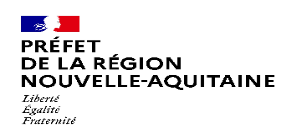 PRÉFET
DE LA RÉGION
NOUVELLE-AQUITAINE
Liberté
Égalité
Fraternité